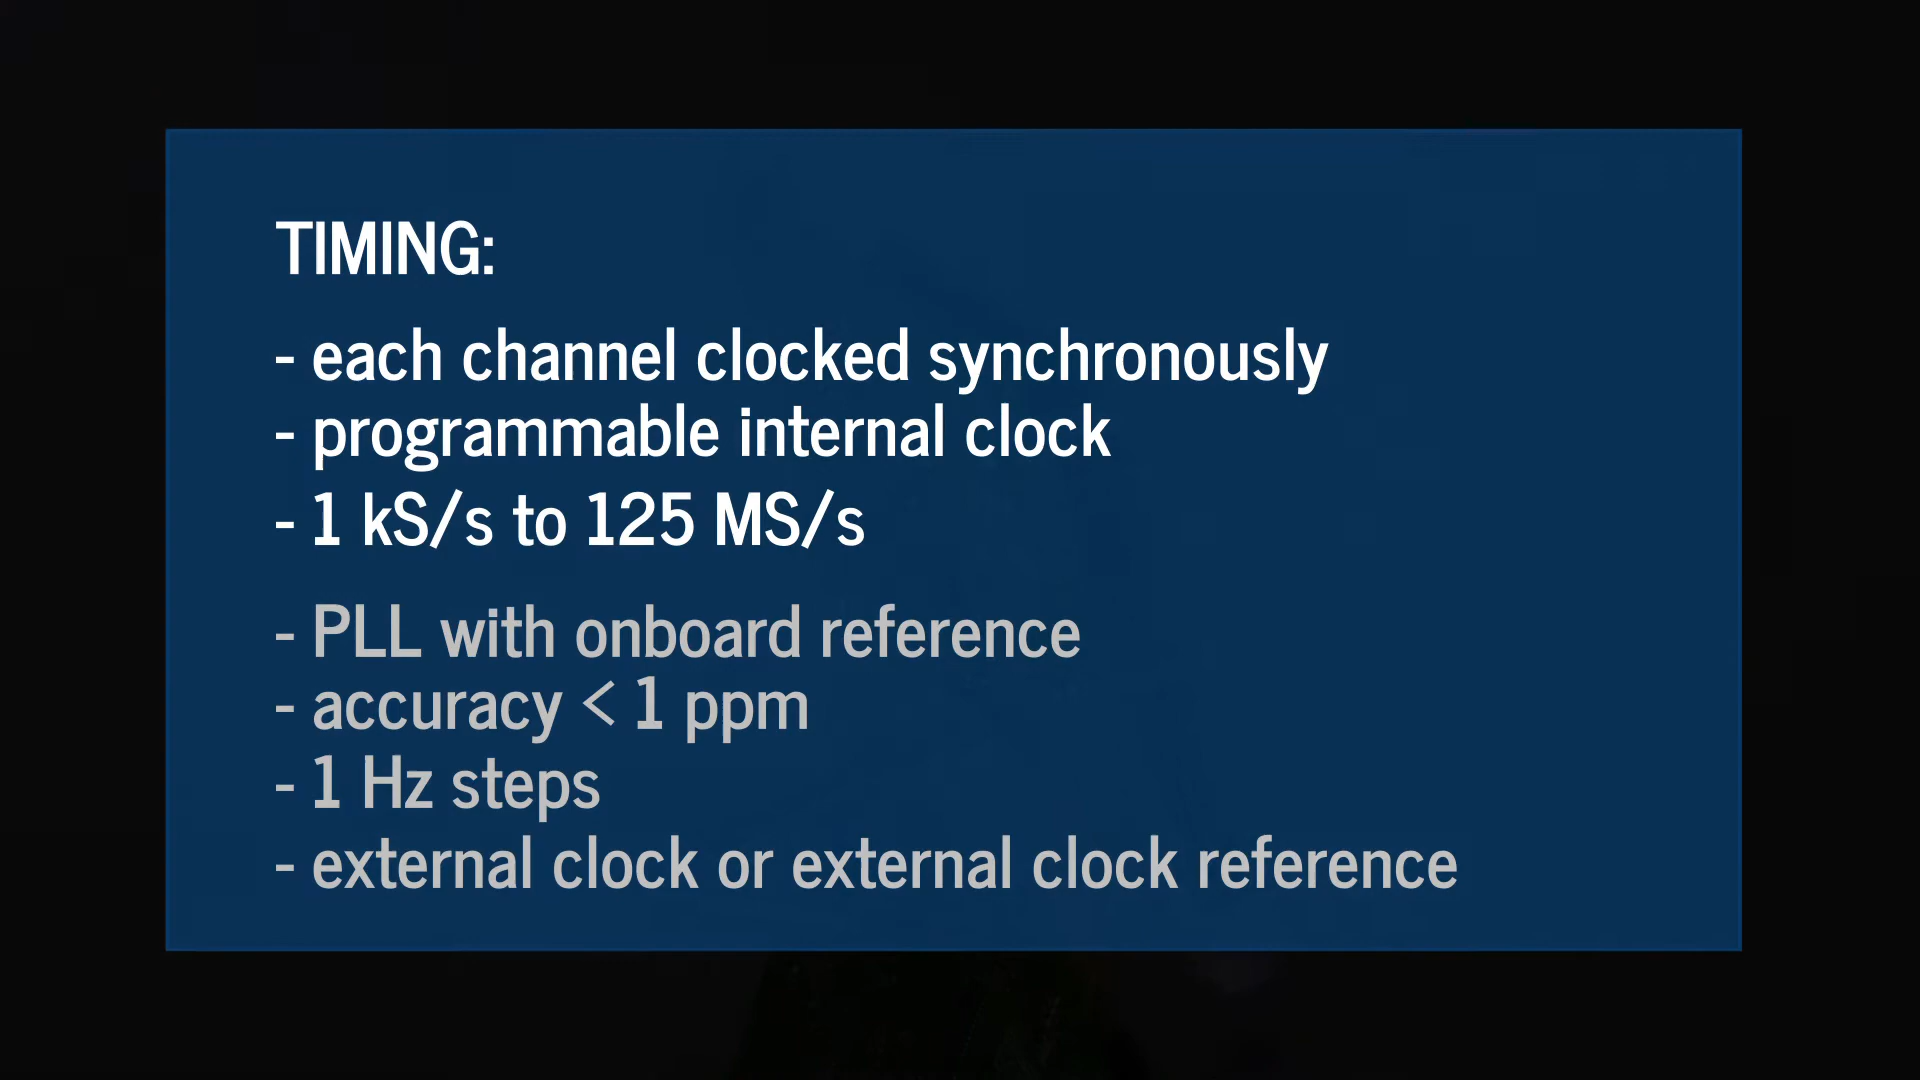 TIMING:
- each channel clocked synchronously
- programmable internal clock
- 1 kS/s to 125 MS/s
- PLL with onboard reference
- accuracy < 1 ppm
- 1 Hz steps
- external clock or external clock reference